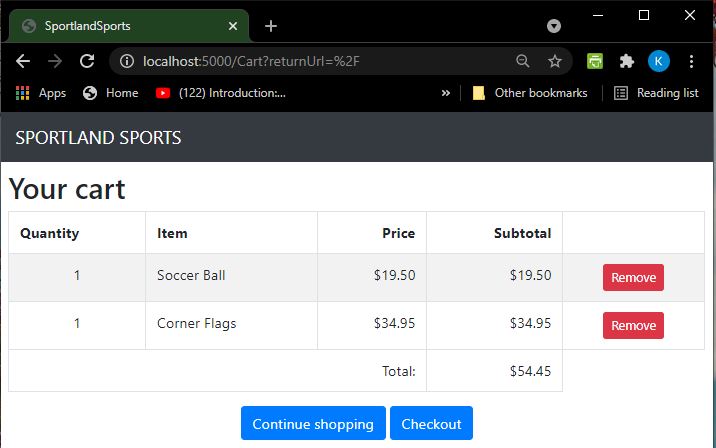 SportlandSports
localhost:5000/Cart?returnUrl=%2F
K
Apps Home (122) Introduction:... » Other bookmarks Reading list
SPORTLAND SPORTS
Your cart
Quantity Item Price Subtotal
1 Soccer Ball $19.50 $19.50 Remove
1 Corner Flags $34.95 $34.95 Remove
Total: $54.45
Continue shopping Checkout